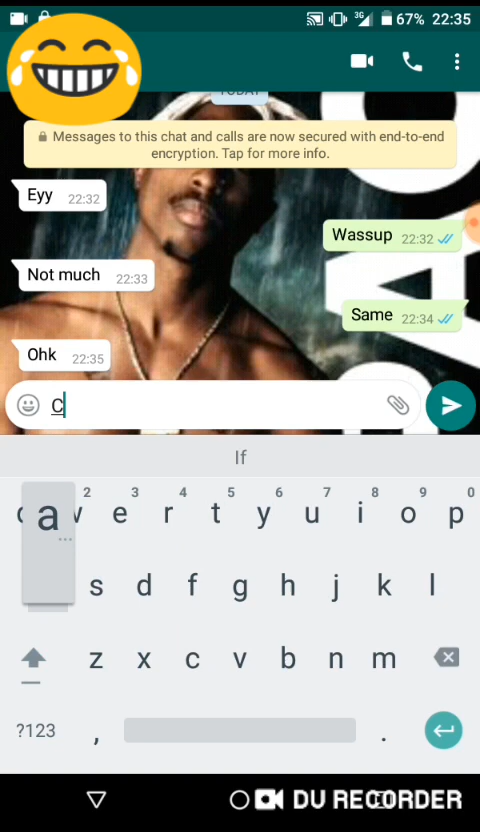 3G 67% 22:35
TODAY
Messages to this chat and calls are now secured with end-to-end
encryption. Tap for more info.
Eyy 22:32
Wassup 22:32
Not much 22:33
Same 22:34
Ohk 22:35
C
If
2 3 4 5 6 7 8 9 0
a e r t y u i o p
s d f g h j k l
z x c v b n m
?123 , .
DU RECORDER